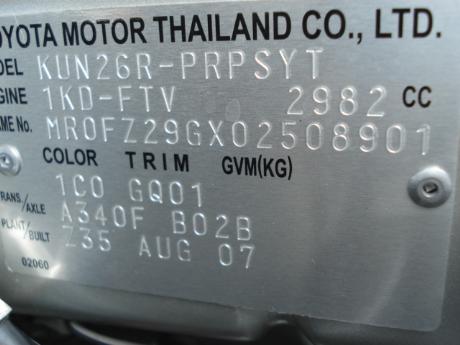 OYOTA MOTOR THAILAND CO., LTD.
ODEL KUN26R-PRPSYT
GINE 1KD-FTV 2982 CC
AME No. MR0FZ29GX02508901
COLOR TRIM GVM(KG)
1C0 GQ01
TRANS./AXLE A340F B02B
PLANT/BUILT Z35 AUG 07
02060